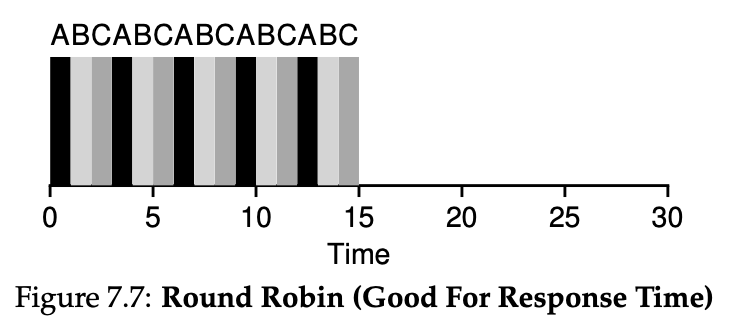 ABCABCABCABCABC
0 5 10 15 20 25 30
Time
Figure 7.7: Round Robin (Good For Response Time)